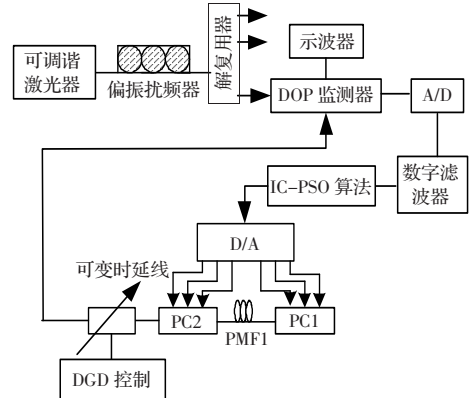 可调谐
激光器
偏振扰频器
解复用器
示波器
DOP 监测器
A/D
数字滤
波器
IC-PSO 算法
D/A
可变时延线
PC2
PMF1
PC1
DGD 控制